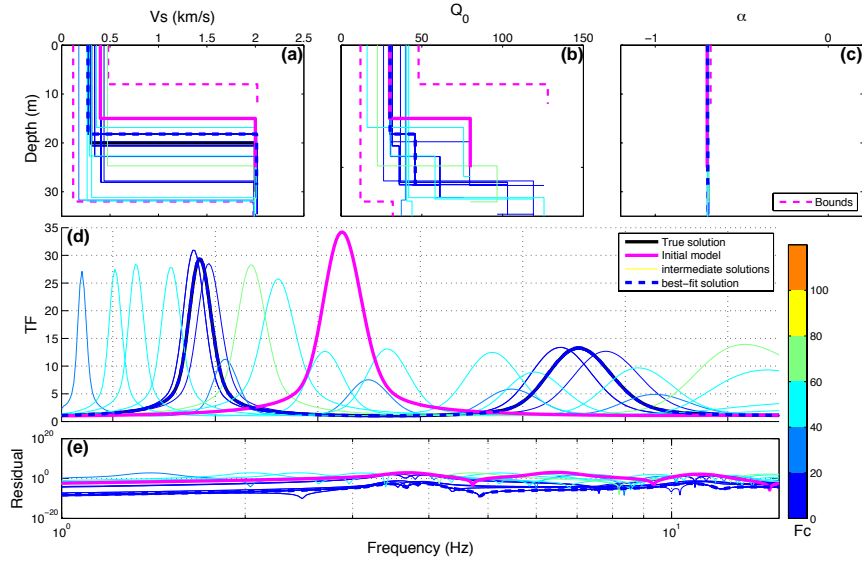 Vs (km/s)
Q0
α
0 0.5 1 1.5 2 2.5
0 50 100 150
−1 0
(a)
(b)
(c)
Depth (m)
0
10
20
30
Bounds
(d)
TF
35
30
25
20
15
10
5
0
True solution
Initial model
intermediate solutions
best−fit solution
100
80
60
40
20
0
Fc
(e)
Residual
10^20
10^0
10^−20
10^0 10^1
Frequency (Hz)